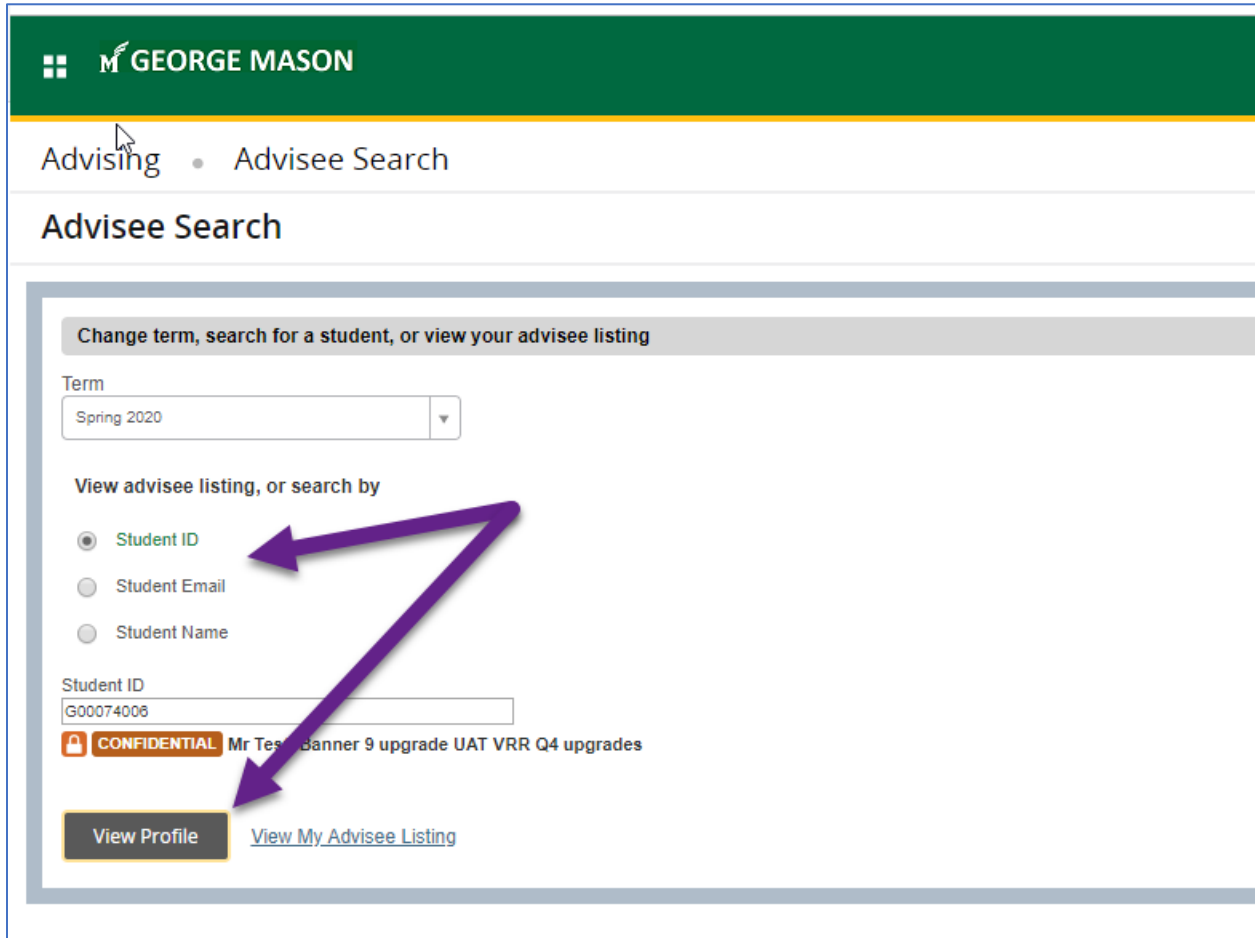 GEORGE MASON
Advising • Advisee Search
Advisee Search
Change term, search for a student, or view your advisee listing
Term
Spring 2020
View advisee listing, or search by
Student ID
Student Email
Student Name
Student ID
G00074006
CONFIDENTIAL Mr Banner 9 upgrade UAT VRR Q4 upgrades
View Profile View My Advisee Listing